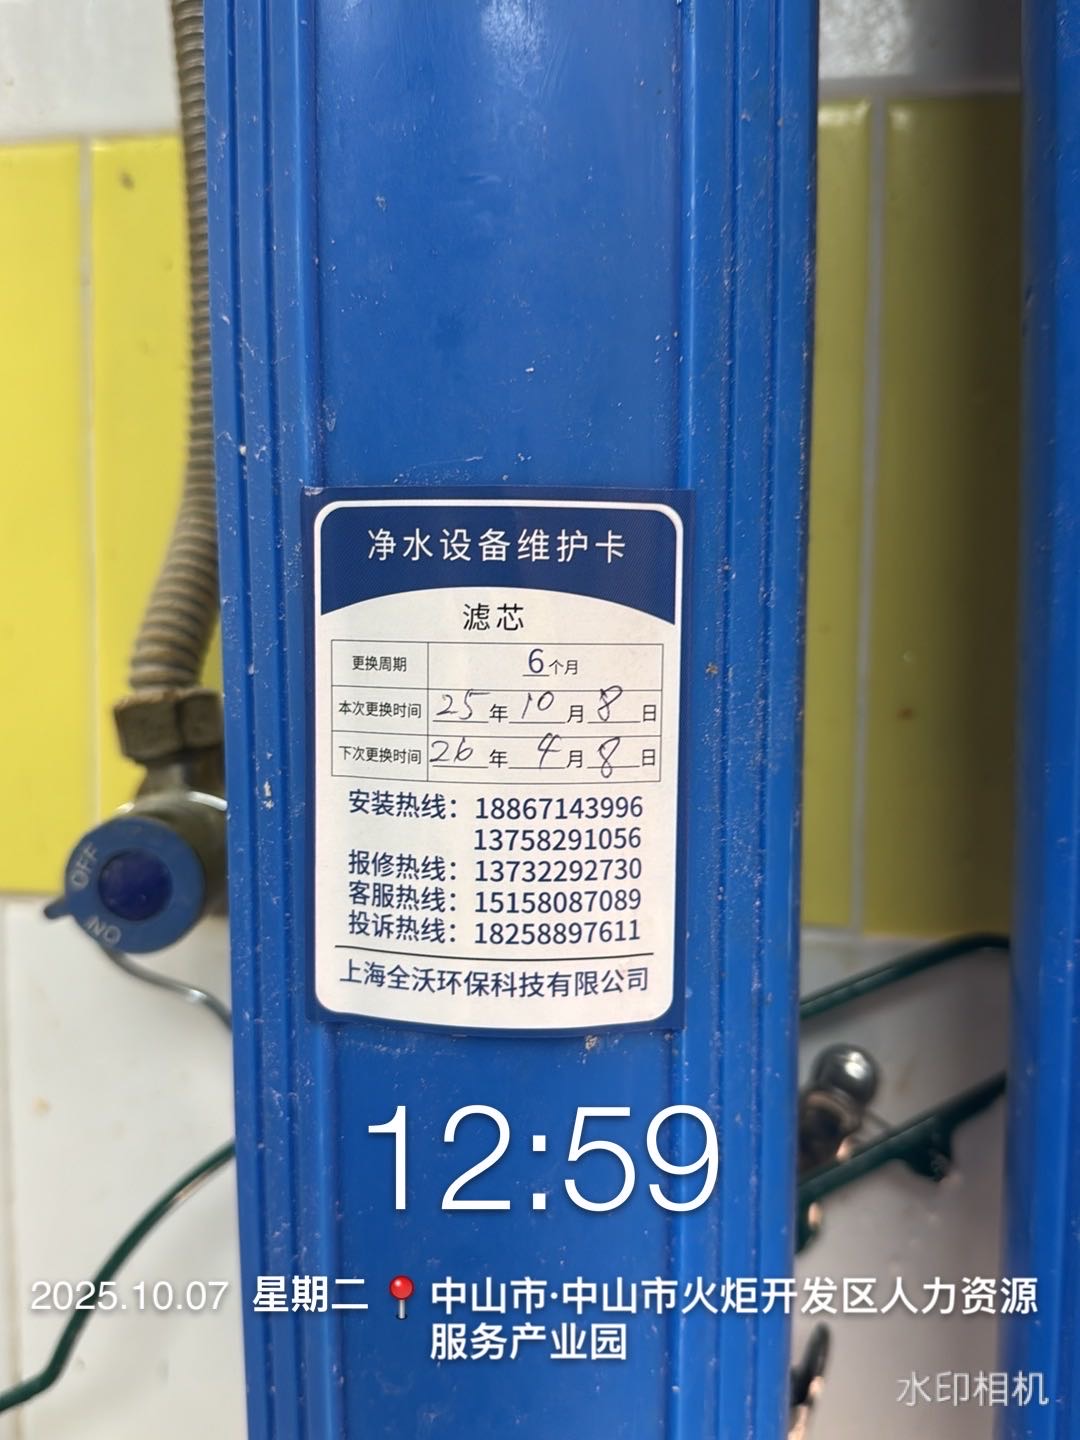 净水设备维护卡
滤芯
更换周期 6个月
本次更换时间 25年10月8日
下次更换时间 26年4月8日
安装热线：18867143996
13758291056
报修热线：13732292730
客服热线：15158087089
投诉热线：18258897611
上海全沃环保科技有限公司
OFF
ON
12:59
2025.10.07 星期二 中山市·中山市火炬开发区人力资源
服务产业园
水印相机